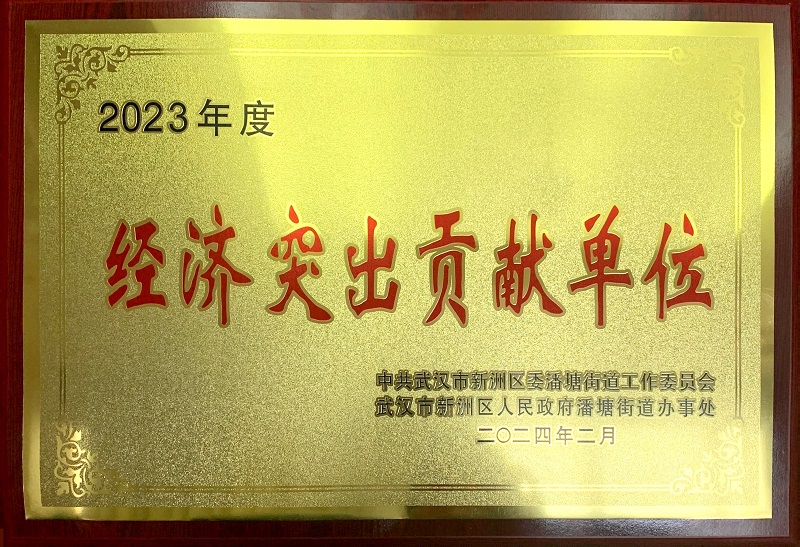 2023年度
经济突出贡献单位
中共武汉市新洲区委潘塘街道工作委员会
武汉市新洲区人民政府潘塘街道办事处
二〇二四年二月